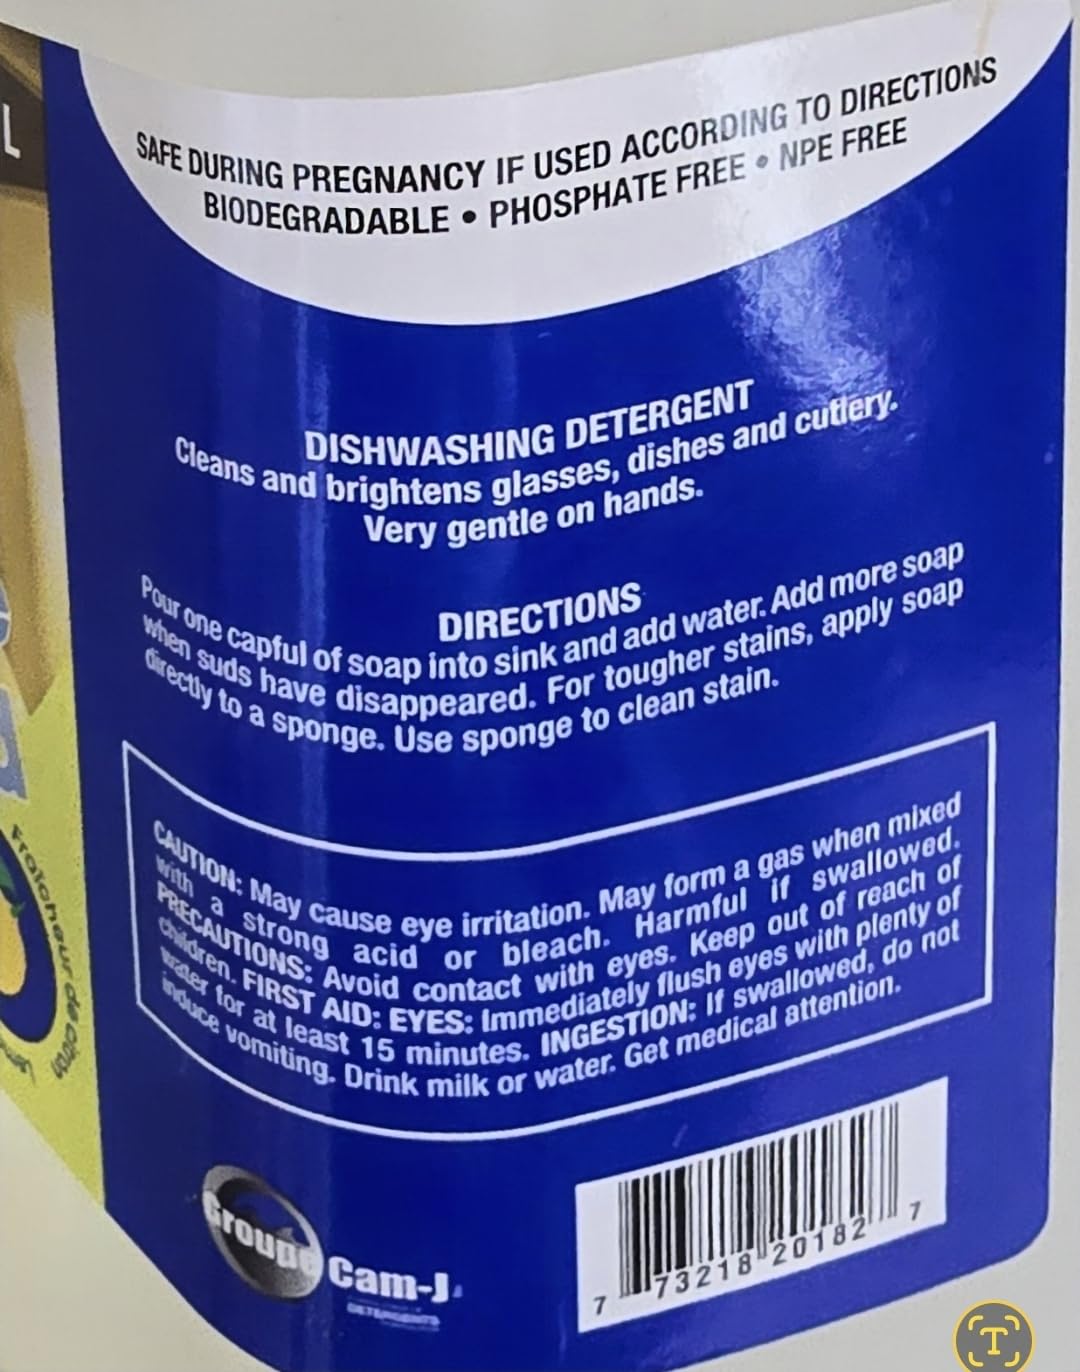 L
SAFE DURING PREGNANCY IF USED ACCORDING TO DIRECTIONS
BIODEGRADABLE • PHOSPHATE FREE • NPE FREE
DISHWASHING DETERGENT
Cleans and brightens glasses, dishes and cutlery.
Very gentle on hands.
DIRECTIONS
Pour one capful of soap into sink and add water. Add more soap
when suds have disappeared. For tougher stains, apply soap
directly to a sponge. Use sponge to clean stain.
CAUTION: May cause eye irritation. May form a gas when mixed
with a strong acid or bleach. Harmful if swallowed.
PRECAUTIONS: Avoid contact with eyes. Keep out of reach of
children. FIRST AID: EYES: Immediately flush eyes with plenty of
water for at least 15 minutes. INGESTION: If swallowed, do not
induce vomiting. Drink milk or water. Get medical attention.
Fraîcheur de citron
Groupe Cam-J
DETERGENTS
7 73218 20182 7
T